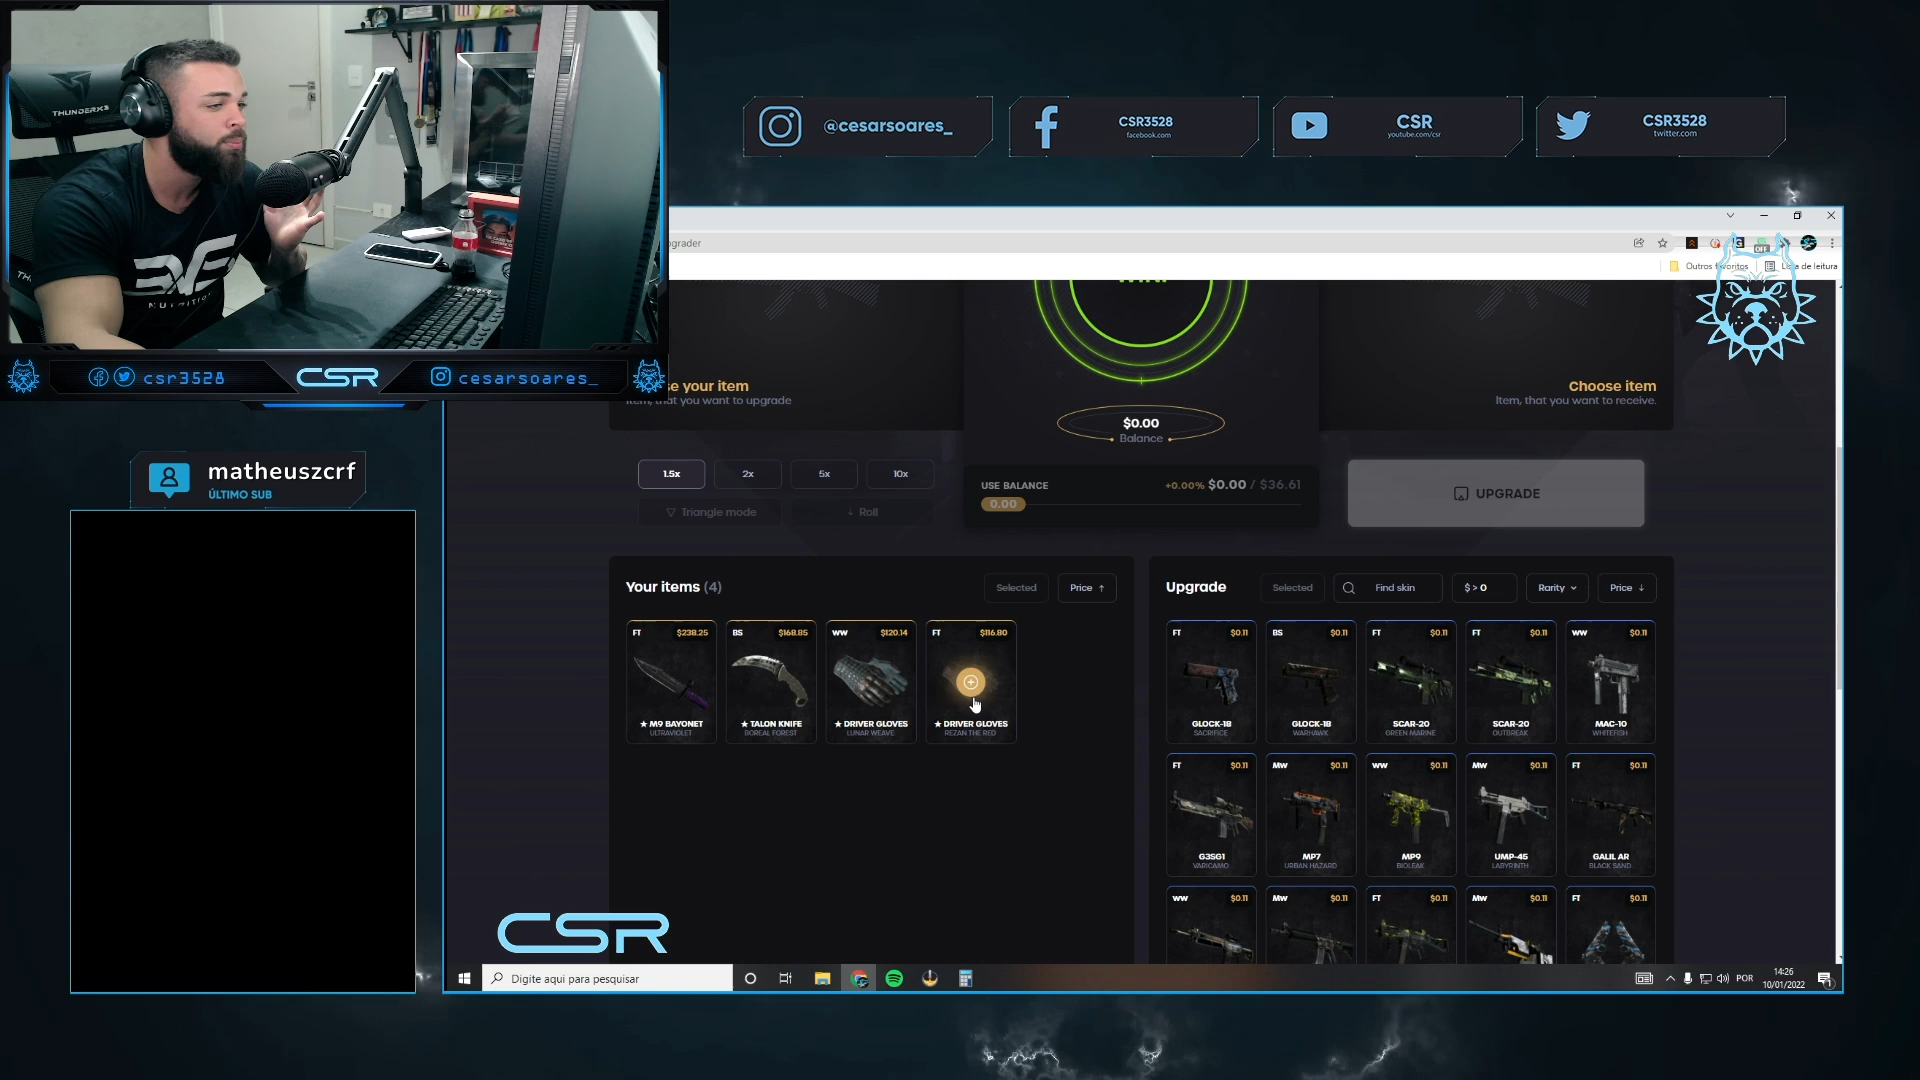 THUNDERX3
NUTRITION
csr3528
CSR
cesarsoares_
@cesarsoares_
CSR3528
facebook.com
CSR
youtube.com/csr
CSR3528
twitter.com
matheuszcrf
ÚLTIMO SUB
grader
OFF
Outros favoritos
Lista de leitura
se your item
Item, that you want to upgrade
Choose item
Item, that you want to receive.
$0.00
Balance
1.5x
2x
5x
10x
Triangle mode
Roll
USE BALANCE
+0.00% $0.00 / $36.61
0.00
UPGRADE
Your items (4)
Selected
Price
FT $238.25
★ M9 BAYONET
ULTRAVIOLET
BS $168.85
★ TALON KNIFE
BOREAL FOREST
WW $120.14
★ DRIVER GLOVES
LUNAR WEAVE
FT $116.80
★ DRIVER GLOVES
REZAN THE RED
Upgrade
Selected
Find skin
$ > 0
Rarity
Price
FT $0.11
GLOCK-18
SACRIFICE
BS $0.11
GLOCK-18
WARHAWK
FT $0.11
SCAR-20
GREEN MARINE
FT $0.11
SCAR-20
OUTBREAK
WW $0.11
MAC-10
WHITEFISH
FT $0.11
G3SG1
VARICAMO
MW $0.11
MP7
URBAN HAZARD
WW $0.11
MP9
BIOLEAK
MW $0.11
UMP-45
LABYRINTH
FT $0.11
GALIL AR
BLACK SAND
WW $0.11
MW $0.11
FT $0.11
MW $0.11
FT $0.11
CSR
Digite aqui para pesquisar
POR
14:26
10/01/2022